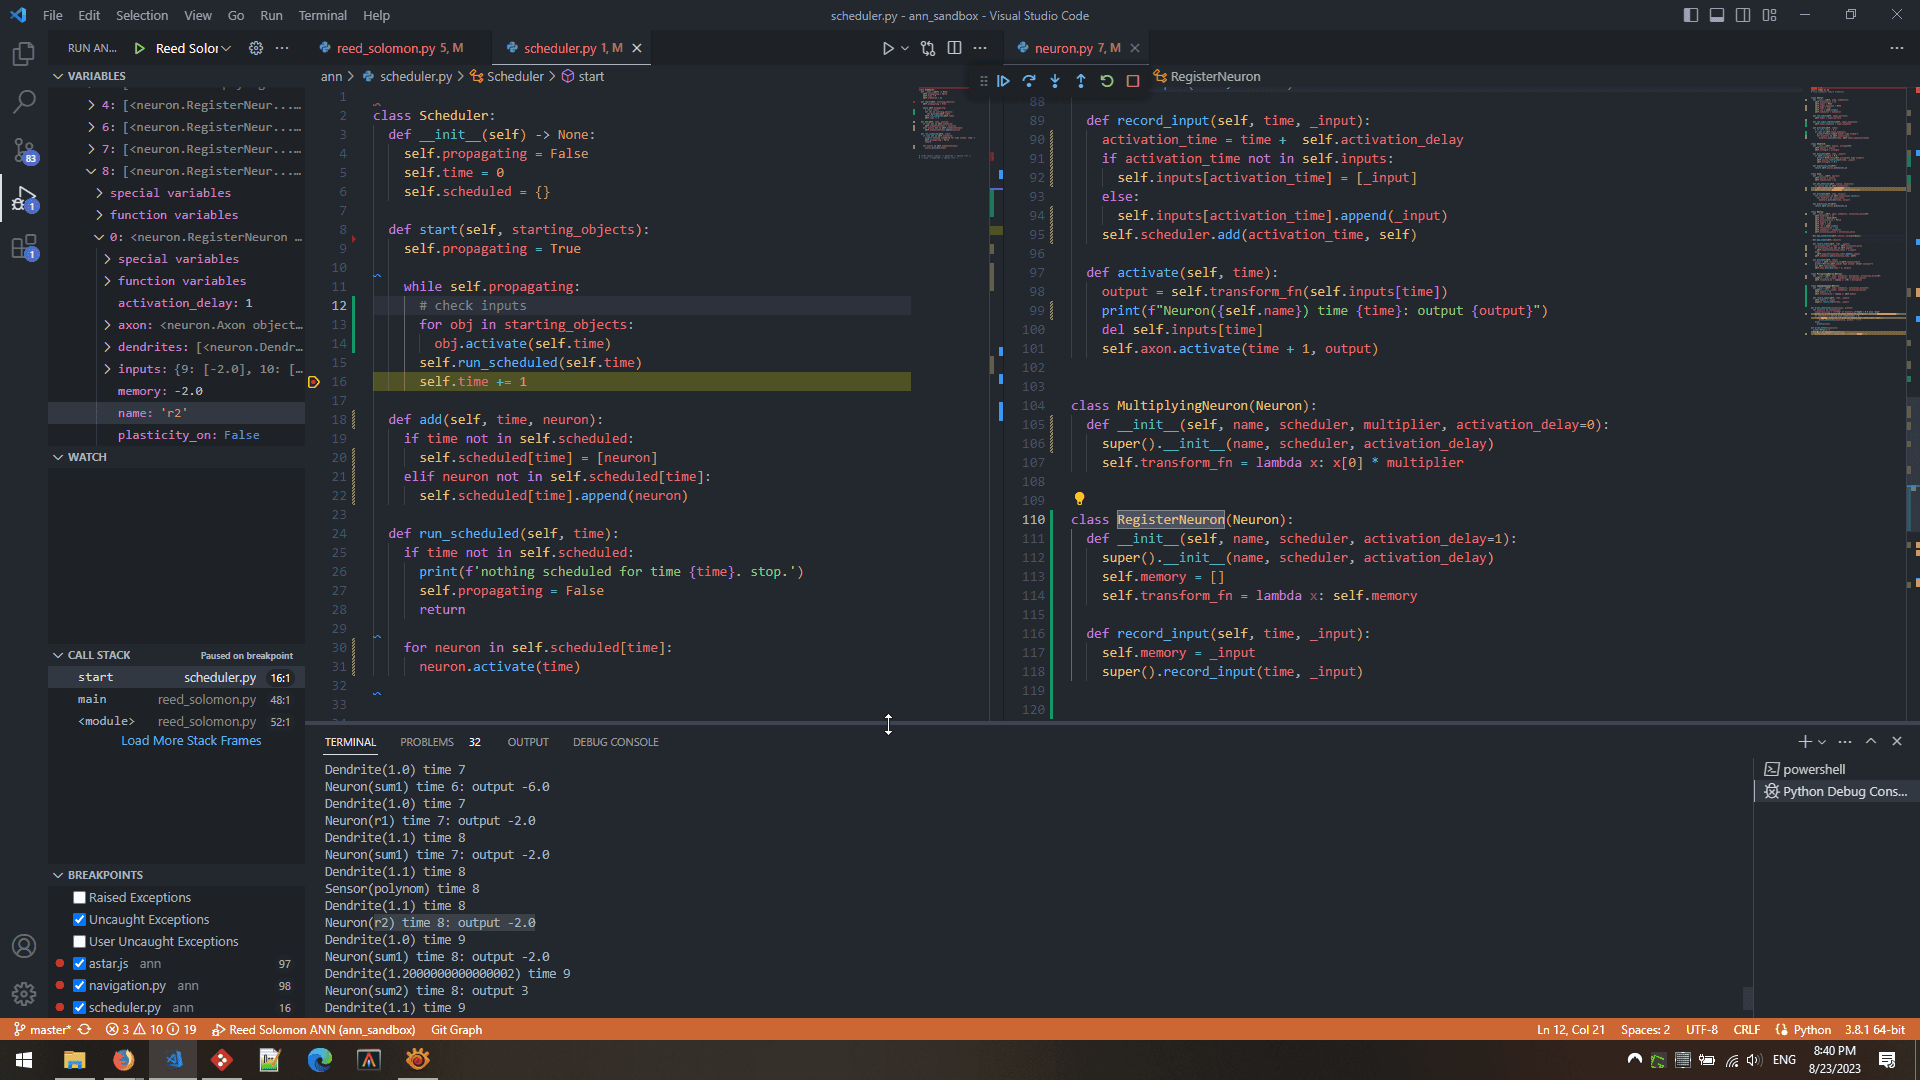 File Edit Selection View Go Run Terminal Help
scheduler.py - ann_sandbox - Visual Studio Code
RUN AN... Reed Solor
reed_solomon.py 5, M
scheduler.py 1, M
neuron.py 7, M
VARIABLES
4: [<neuron.RegisterNeur...
6: [<neuron.RegisterNeur...
7: [<neuron.RegisterNeur...
8: [<neuron.RegisterNeur...
special variables
function variables
0: <neuron.RegisterNeuron ...
special variables
function variables
activation_delay: 1
axon: <neuron.Axon object...
dendrites: [<neuron.Dendr...
inputs: {9: [-2.0], 10: [...
memory: -2.0
name: 'r2'
plasticity_on: False
WATCH
CALL STACK Paused on breakpoint
start scheduler.py 16:1
main reed_solomon.py 48:1
<module> reed_solomon.py 52:1
Load More Stack Frames
BREAKPOINTS
Raised Exceptions
Uncaught Exceptions
User Uncaught Exceptions
astar.js ann 97
navigation.py ann 98
scheduler.py ann 16
83
1
1
ann > scheduler.py > Scheduler > start
1
2 class Scheduler:
3 def __init__(self) -> None:
4 self.propagating = False
5 self.time = 0
6 self.scheduled = {}
7
8 def start(self, starting_objects):
9 self.propagating = True
10
11 while self.propagating:
12 # check inputs
13 for obj in starting_objects:
14 obj.activate(self.time)
15 self.run_scheduled(self.time)
16 self.time += 1
17
18 def add(self, time, neuron):
19 if time not in self.scheduled:
20 self.scheduled[time] = [neuron]
21 elif neuron not in self.scheduled[time]:
22 self.scheduled[time].append(neuron)
23
24 def run_scheduled(self, time):
25 if time not in self.scheduled:
26 print(f'nothing scheduled for time {time}. stop.')
27 self.propagating = False
28 return
29
30 for neuron in self.scheduled[time]:
31 neuron.activate(time)
32
33
RegisterNeuron
88
89 def record_input(self, time, _input):
90 activation_time = time + self.activation_delay
91 if activation_time not in self.inputs:
92 self.inputs[activation_time] = [_input]
93 else:
94 self.inputs[activation_time].append(_input)
95 self.scheduler.add(activation_time, self)
96
97 def activate(self, time):
98 output = self.transform_fn(self.inputs[time])
99 print(f"Neuron({self.name}) time {time}: output {output}")
100 del self.inputs[time]
101 self.axon.activate(time + 1, output)
102
103
104 class MultiplyingNeuron(Neuron):
105 def __init__(self, name, scheduler, multiplier, activation_delay=0):
106 super().__init__(name, scheduler, activation_delay)
107 self.transform_fn = lambda x: x[0] * multiplier
108
109
110 class RegisterNeuron(Neuron):
111 def __init__(self, name, scheduler, activation_delay=1):
112 super().__init__(name, scheduler, activation_delay)
113 self.memory = []
114 self.transform_fn = lambda x: self.memory
115
116 def record_input(self, time, _input):
117 self.memory = _input
118 super().record_input(time, _input)
119
120
TERMINAL PROBLEMS 32 OUTPUT DEBUG CONSOLE
Dendrite(1.0) time 7
Neuron(sum1) time 6: output -6.0
Dendrite(1.0) time 7
Neuron(r1) time 7: output -2.0
Dendrite(1.1) time 8
Neuron(sum1) time 7: output -2.0
Dendrite(1.1) time 8
Sensor(polynom) time 8
Dendrite(1.1) time 8
Neuron(r2) time 8: output -2.0
Dendrite(1.0) time 9
Neuron(sum1) time 8: output -2.0
Dendrite(1.2000000000000002) time 9
Neuron(sum2) time 8: output 3
Dendrite(1.1) time 9
powershell
Python Debug Cons...
master* 3 10 19 Reed Solomon ANN (ann_sandbox) Git Graph
Ln 12, Col 21 Spaces: 2 UTF-8 CRLF Python 3.8.1 64-bit
ENG
8:40 PM
8/23/2023